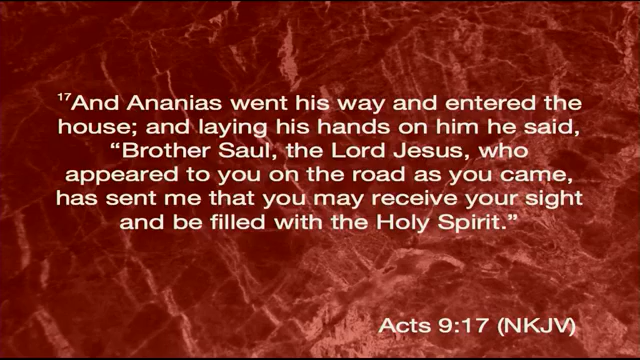 ¹⁷And Ananias went his way and entered the
house; and laying his hands on him he said,
“Brother Saul, the Lord Jesus, who
appeared to you on the road as you came,
has sent me that you may receive your sight
and be filled with the Holy Spirit.”
Acts 9:17 (NKJV)